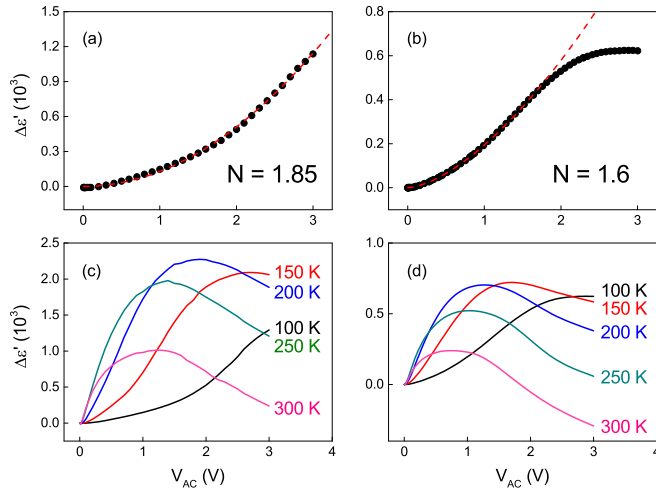 (a)
1.5
1.2
0.9
0.6
0.3
0.0
Δε' (10³)
N = 1.85
0
1
2
3
(b)
0.8
0.6
0.4
0.2
0.0
N = 1.6
0
1
2
3
(c)
2.5
2.0
1.5
1.0
0.5
0.0
Δε' (10³)
150 K
200 K
100 K
250 K
300 K
0
1
2
3
4
V_AC (V)
(d)
1.0
0.5
0.0
100 K
150 K
200 K
250 K
300 K
0
1
2
3
4
V_AC (V)